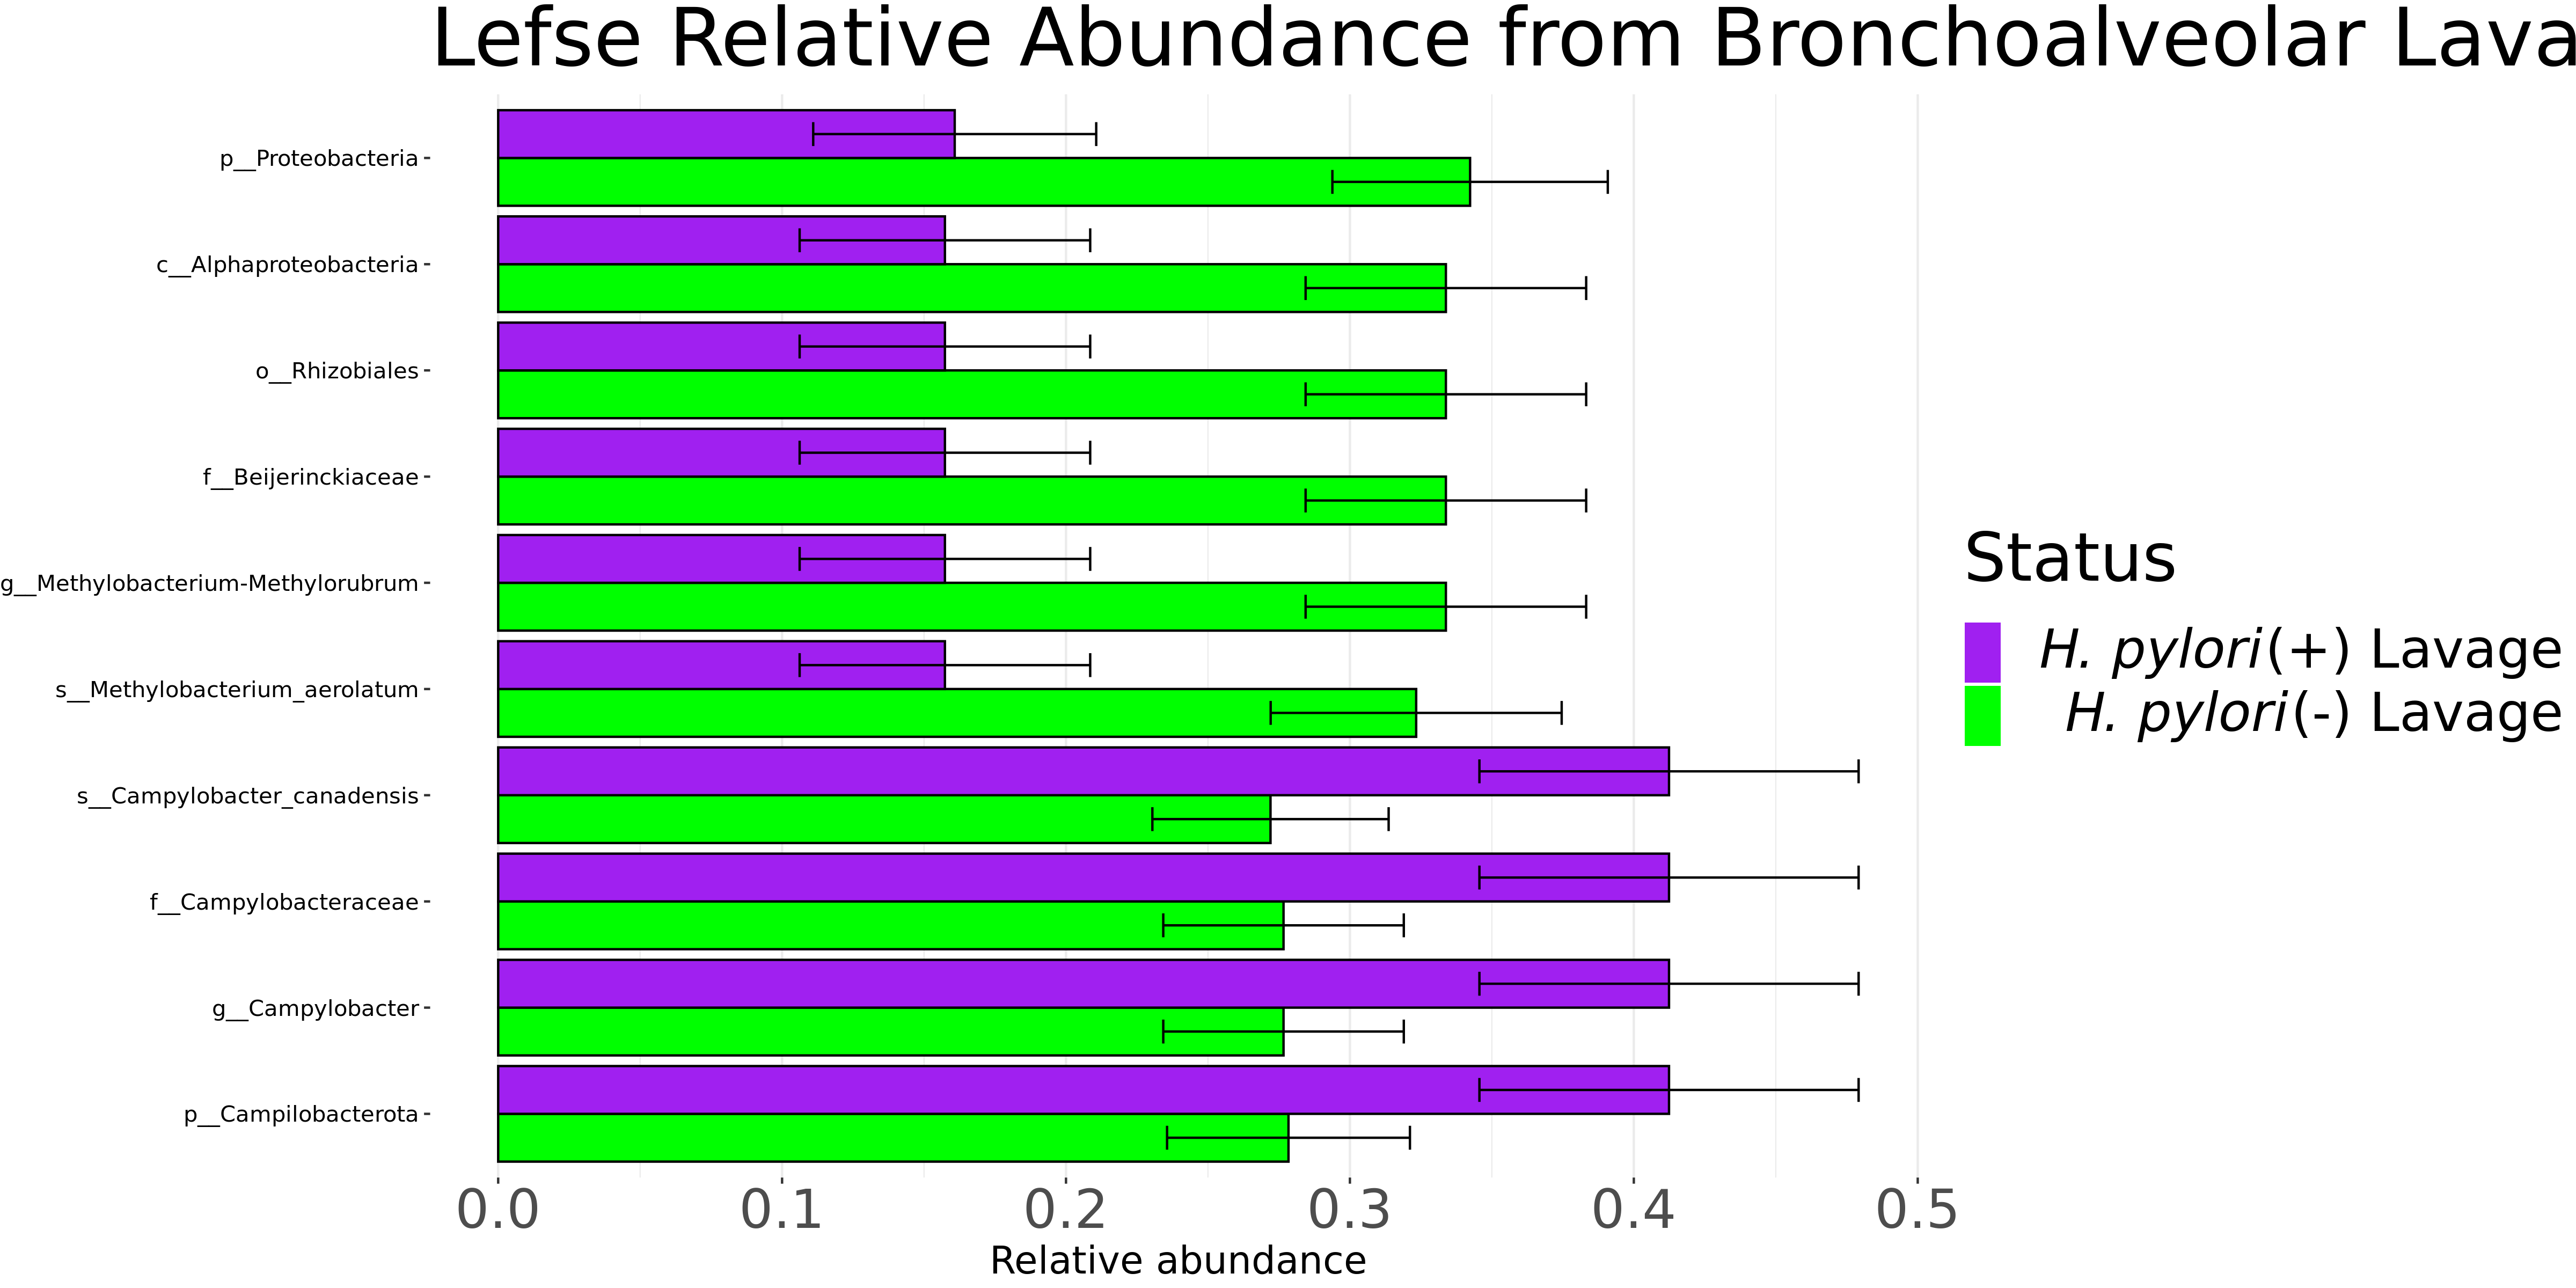 Lefse Relative Abundance from Bronchoalveolar Lava
p__Proteobacteria
c__Alphaproteobacteria
o__Rhizobiales
f__Beijerinckiaceae
g__Methylobacterium-Methylorubrum
s__Methylobacterium_aerolatum
s__Campylobacter_canadensis
f__Campylobacteraceae
g__Campylobacter
p__Campilobacterota
0.0 0.1 0.2 0.3 0.4 0.5
Relative abundance
Status
H. pylori(+) Lavage
H. pylori(-) Lavage